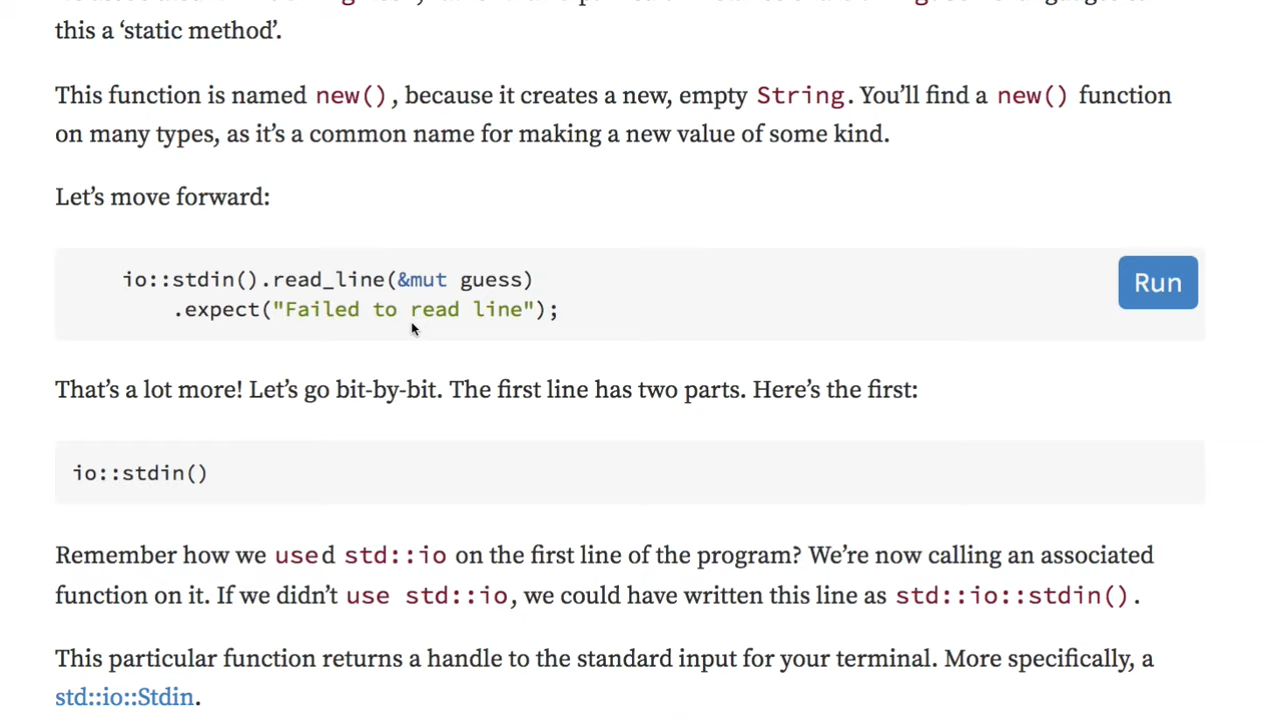 this a ‘static method’.
This function is named new(), because it creates a new, empty String. You’ll find a new() function
on many types, as it’s a common name for making a new value of some kind.
Let’s move forward:
io::stdin().read_line(&mut guess)
.expect("Failed to read line");
Run
That’s a lot more! Let’s go bit-by-bit. The first line has two parts. Here’s the first:
io::stdin()
Remember how we used std::io on the first line of the program? We’re now calling an associated
function on it. If we didn’t use std::io, we could have written this line as std::io::stdin().
This particular function returns a handle to the standard input for your terminal. More specifically, a
std::io::Stdin.